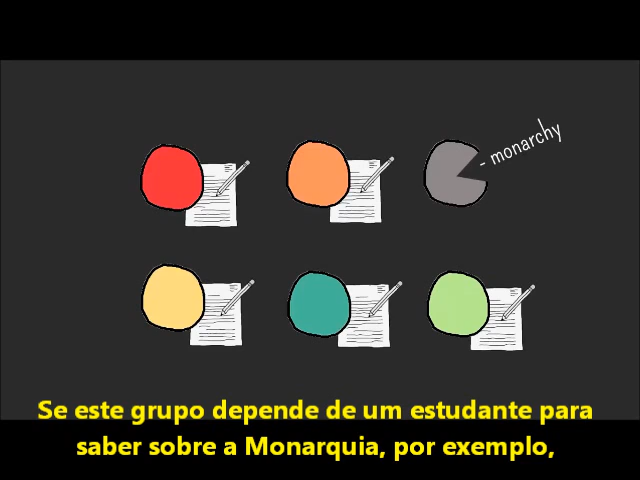 - monarchy
Se este grupo depende de um estudante para
saber sobre a Monarquia, por exemplo,